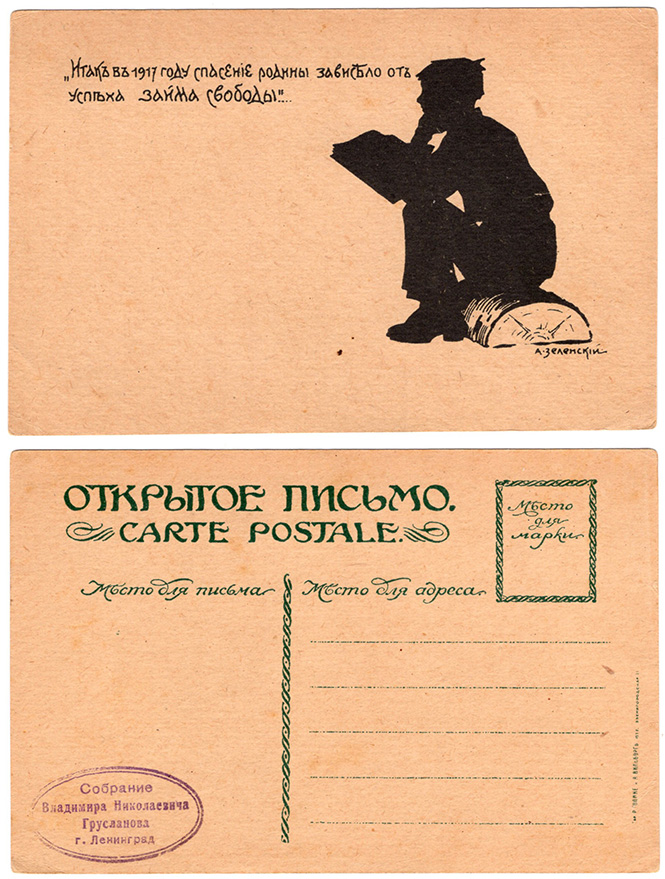 „Итакъ въ 1917 году спасенiе родины зависѣло отъ
успѣха займа свободы"...
А. Зеленскiй
ОТКРЫТОЕ ПИСЬМО.
CARTE POSTALE.
Мѣсто
для
марки
Мѣсто для письма
Мѣсто для адреса
Собрание
Владимира Николаевича
Грусланова
г. Ленинград